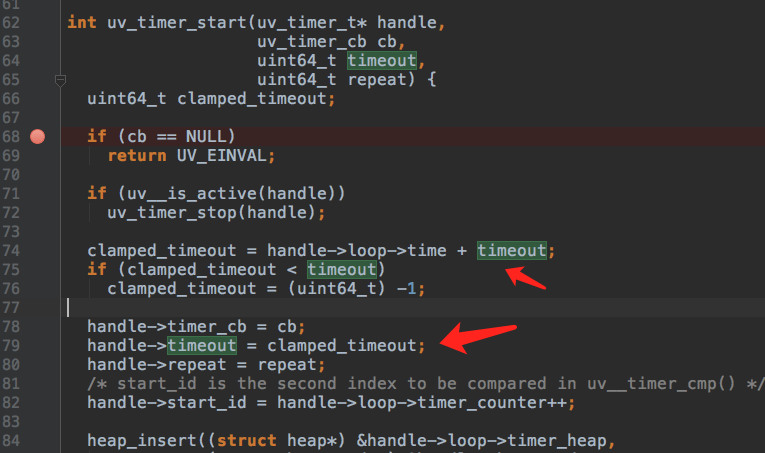 61
62 int uv_timer_start(uv_timer_t* handle,
63 uv_timer_cb cb,
64 uint64_t timeout,
65 uint64_t repeat) {
66 uint64_t clamped_timeout;
67
68 if (cb == NULL)
69 return UV_EINVAL;
70
71 if (uv__is_active(handle))
72 uv_timer_stop(handle);
73
74 clamped_timeout = handle->loop->time + timeout;
75 if (clamped_timeout < timeout)
76 clamped_timeout = (uint64_t) -1;
77
78 handle->timer_cb = cb;
79 handle->timeout = clamped_timeout;
80 handle->repeat = repeat;
81 /* start_id is the second index to be compared in uv__timer_cmp() */
82 handle->start_id = handle->loop->timer_counter++;
83
84 heap_insert((struct heap*) &handle->loop->timer_heap,